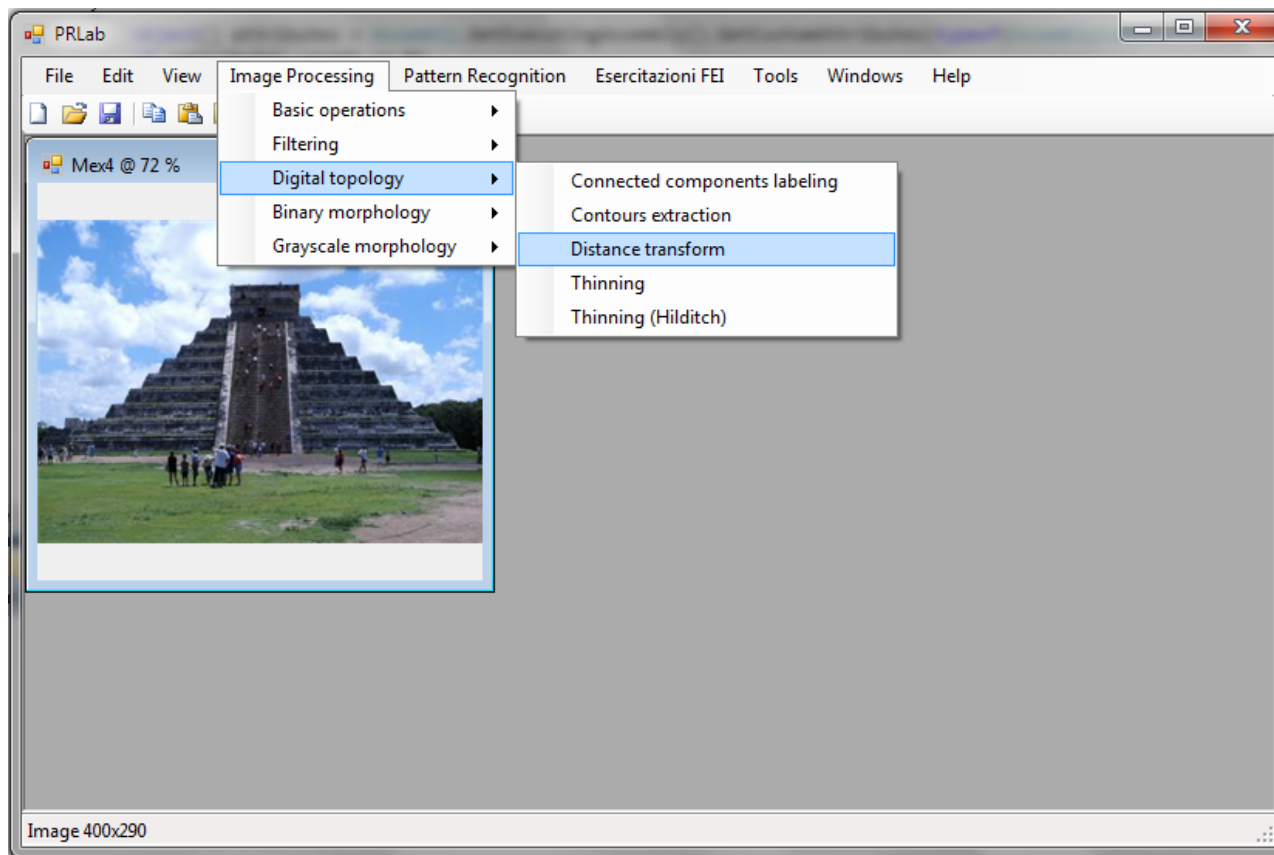 PRLab
File Edit View Image Processing Pattern Recognition Esercitazioni FEI Tools Windows Help
Basic operations
Filtering
Mex4 @ 72 %
Digital topology
Connected components labeling
Binary morphology
Contours extraction
Grayscale morphology
Distance transform
Thinning
Thinning (Hilditch)
Image 400x290